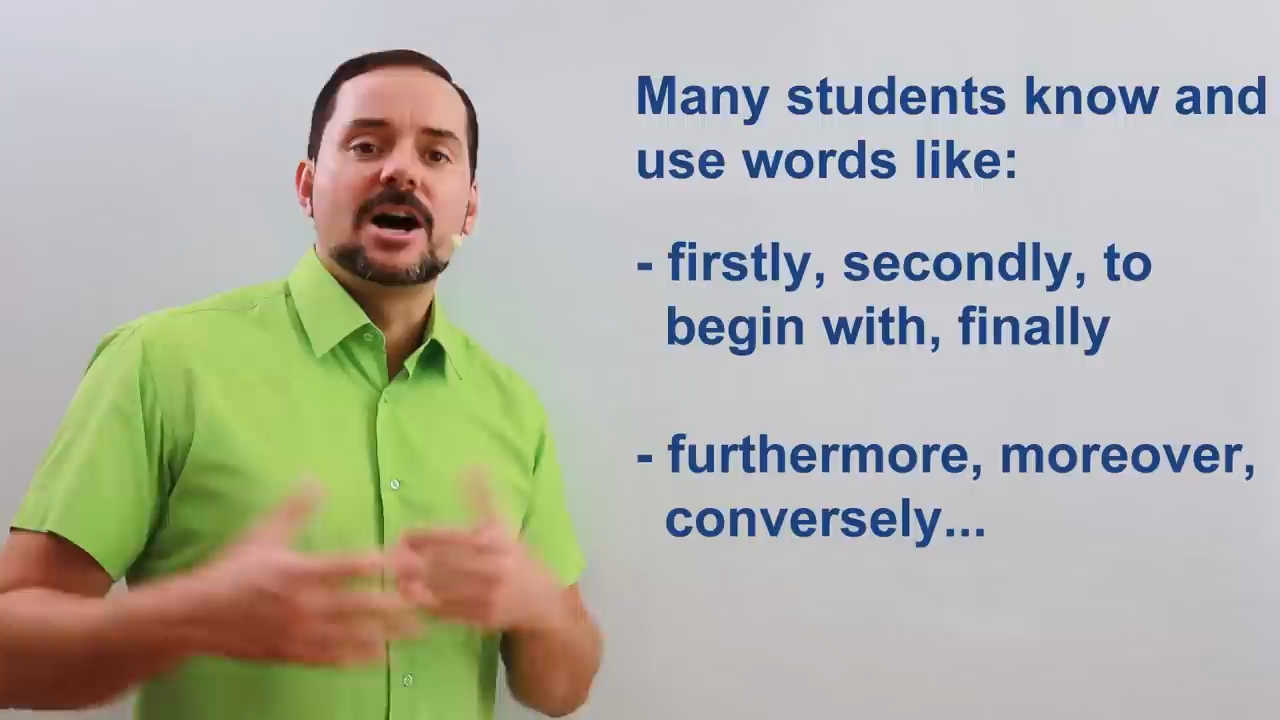 Many students know and
use words like:
- firstly, secondly, to
begin with, finally
- furthermore, moreover,
conversely...